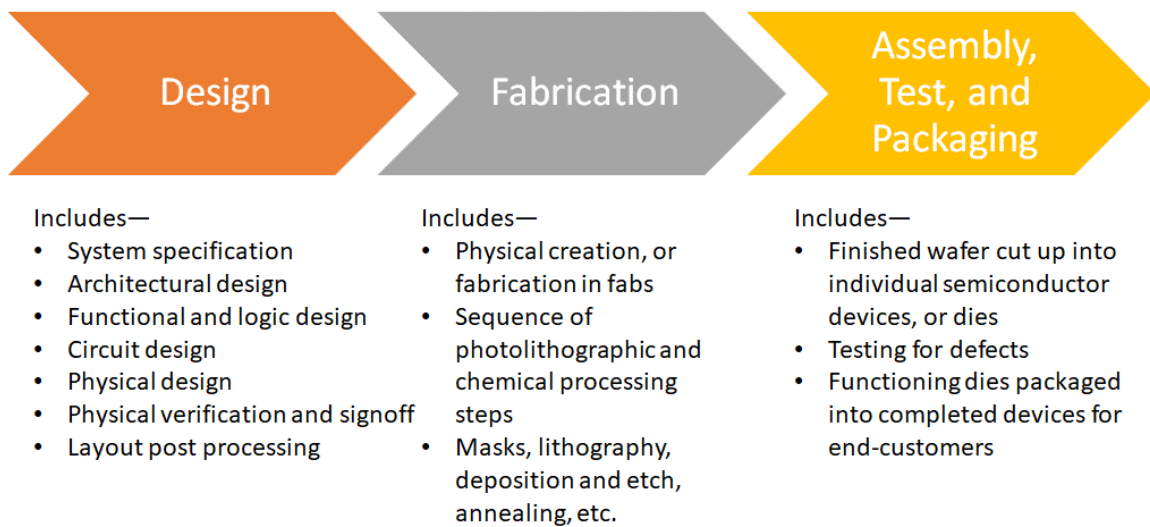 Design
Fabrication
Assembly,
Test, and
Packaging
Includes—
• System specification
• Architectural design
• Functional and logic design
• Circuit design
• Physical design
• Physical verification and signoff
• Layout post processing
Includes—
• Physical creation, or
fabrication in fabs
• Sequence of
photolithographic and
chemical processing
steps
• Masks, lithography,
deposition and etch,
annealing, etc.
Includes—
• Finished wafer cut up into
individual semiconductor
devices, or dies
• Testing for defects
• Functioning dies packaged
into completed devices for
end-customers